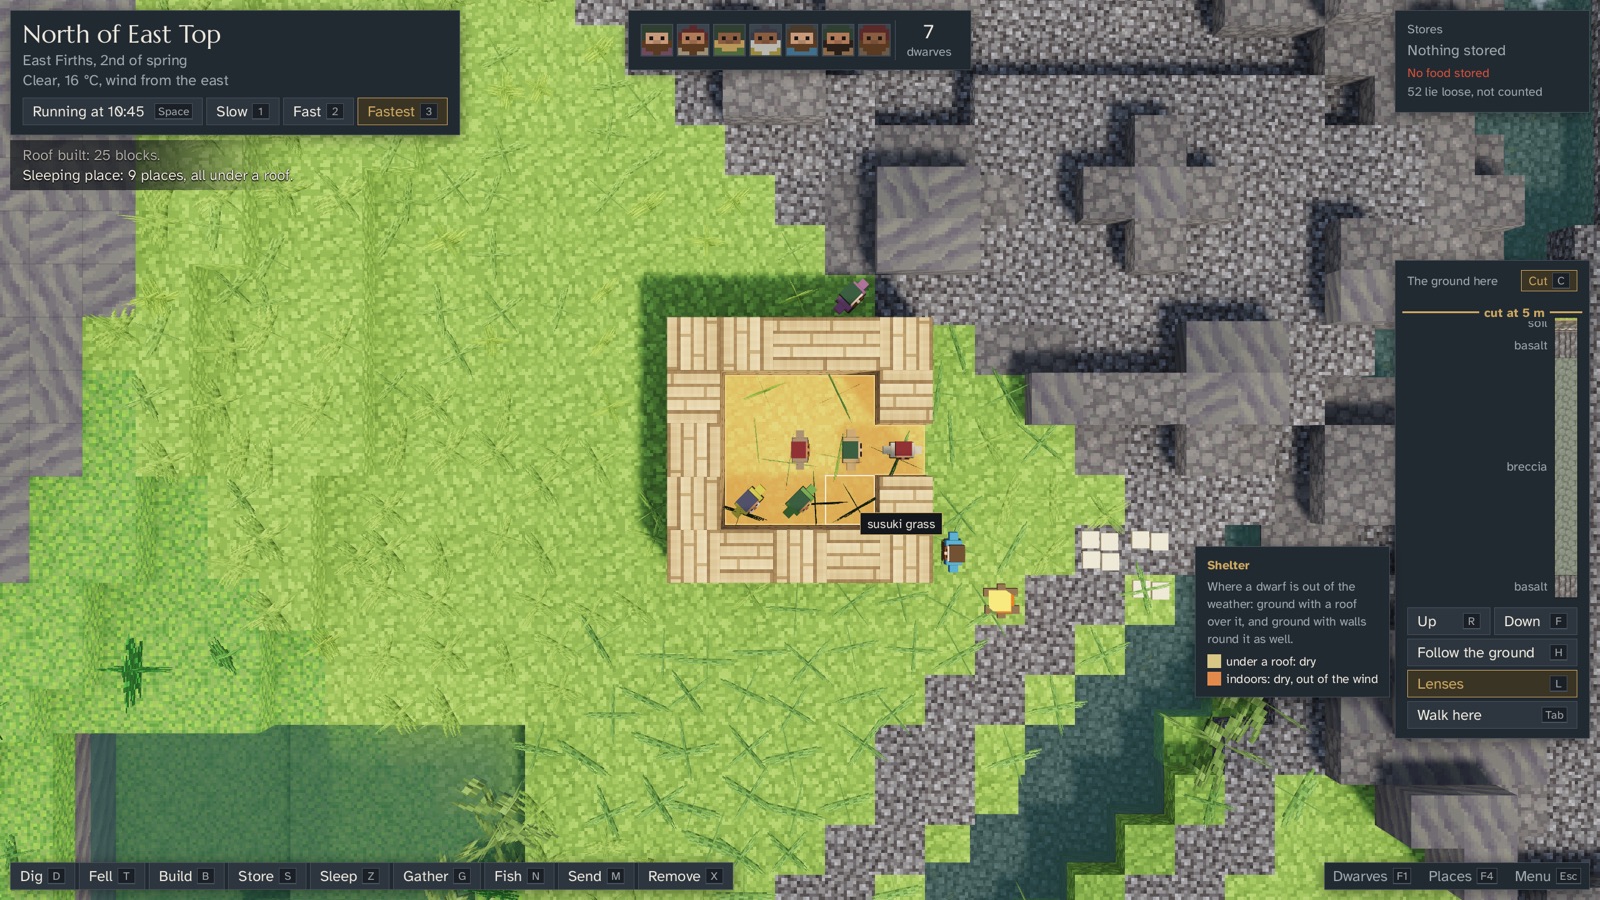 North of East Top
East Firths, 2nd of spring
Clear, 16 °C, wind from the east
Running at 10:45 Space
Slow 1
Fast 2
Fastest 3
Roof built: 25 blocks.
Sleeping place: 9 places, all under a roof.
7
dwarves
Stores
Nothing stored
No food stored
52 lie loose, not counted
The ground here
Cut C
cut at 5 m
soil
basalt
breccia
basalt
Up R
Down F
Follow the ground H
Lenses L
Walk here Tab
susuki grass
Shelter
Where a dwarf is out of the
weather: ground with a roof
over it, and ground with walls
round it as well.
under a roof: dry
indoors: dry, out of the wind
Dig D
Fell T
Build B
Store S
Sleep Z
Gather G
Fish N
Send M
Remove X
Dwarves F1
Places F4
Menu Esc